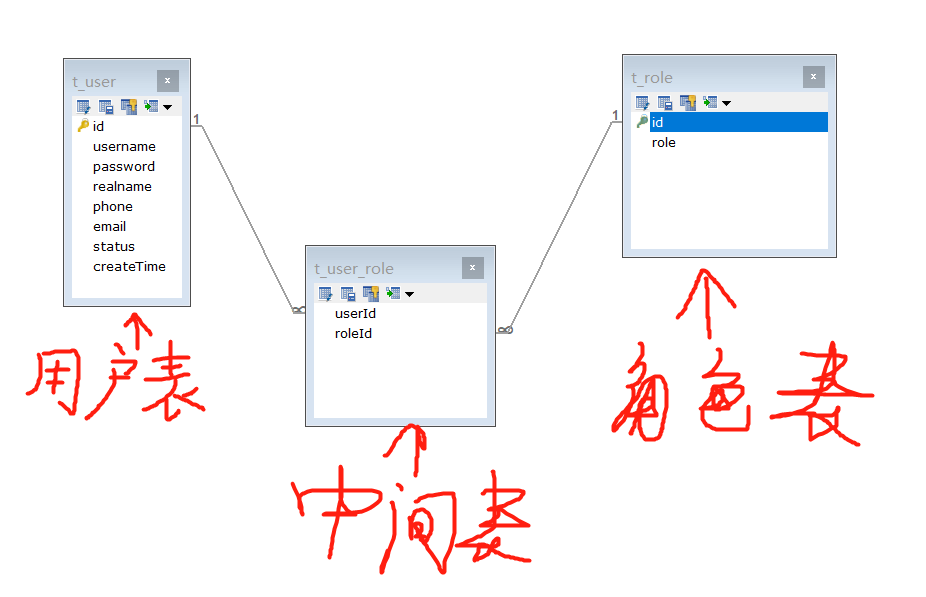 t_user
id
username
password
realname
phone
email
status
createTime
1
用户表
t_user_role
userId
roleId
中间表
t_role
id
role
1
角色表